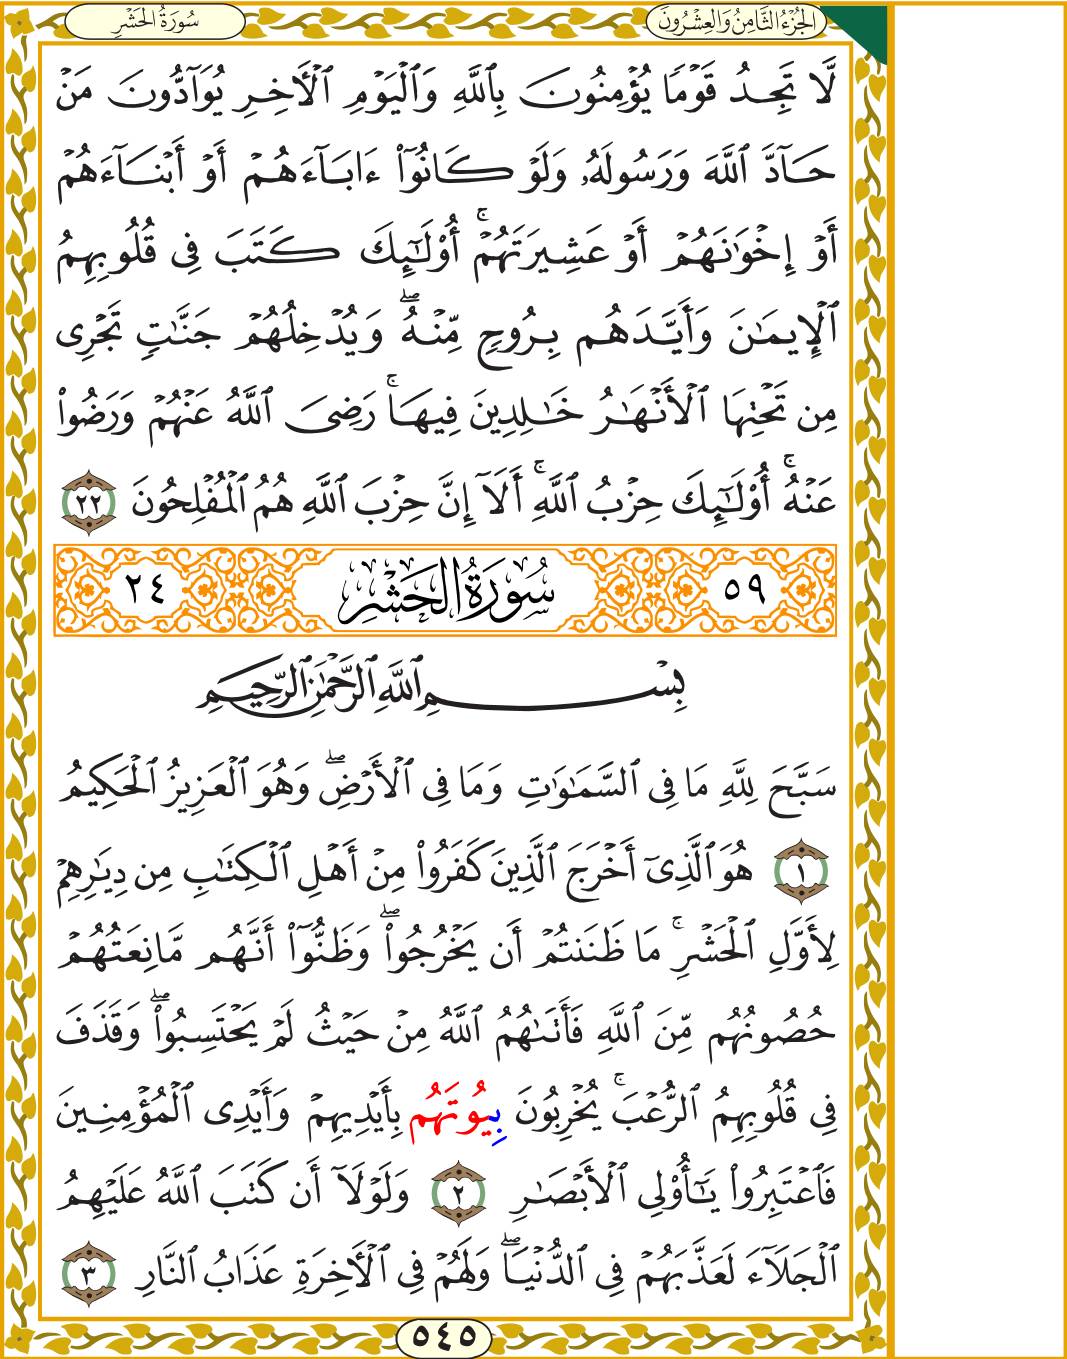 سُورَةُ الحَشْرِ
الجُزْءُ الثَّامِنُ وَالعِشْرُونَ
لَّا تَجِدُ قَوْمًا يُؤْمِنُونَ بِٱللَّهِ وَٱلْيَوْمِ ٱلْأَخِرِ يُوَآدُّونَ مَنْ
حَآدَّ ٱللَّهَ وَرَسُولَهُۥ وَلَوْ كَانُوٓا۟ ءَابَآءَهُمْ أَوْ أَبْنَآءَهُمْ
أَوْ إِخْوَٰنَهُمْ أَوْ عَشِيرَتَهُمْ ۚ أُو۟لَـٰٓئِكَ كَتَبَ فِى قُلُوبِهِمُ
ٱلْإِيمَـٰنَ وَأَيَّدَهُم بِرُوحٍ مِّنْهُ ۖ وَيُدْخِلُهُمْ جَنَّـٰتٍ تَجْرِى
مِن تَحْتِهَا ٱلْأَنْهَـٰرُ خَـٰلِدِينَ فِيهَا ۚ رَضِىَ ٱللَّهُ عَنْهُمْ وَرَضُوا۟
عَنْهُ ۚ أُو۟لَـٰٓئِكَ حِزْبُ ٱللَّهِ ۚ أَلَآ إِنَّ حِزْبَ ٱللَّهِ هُمُ ٱلْمُفْلِحُونَ ٢٢
٥٩ سُورَةُ الحَشْرِ ٢٤
بِسْمِ ٱللَّهِ ٱلرَّحْمَـٰنِ ٱلرَّحِيمِ
سَبَّحَ لِلَّهِ مَا فِى ٱلسَّمَـٰوَٰتِ وَمَا فِى ٱلْأَرْضِ ۖ وَهُوَ ٱلْعَزِيزُ ٱلْحَكِيمُ
١ هُوَ ٱلَّذِىٓ أَخْرَجَ ٱلَّذِينَ كَفَرُوا۟ مِنْ أَهْلِ ٱلْكِتَـٰبِ مِن دِيَـٰرِهِمْ
لِأَوَّلِ ٱلْحَشْرِ ۚ مَا ظَنَنتُمْ أَن يَخْرُجُوا۟ ۖ وَظَنُّوٓا۟ أَنَّهُم مَّانِعَتُهُمْ
حُصُونُهُم مِّنَ ٱللَّهِ فَأَتَىٰهُمُ ٱللَّهُ مِنْ حَيْثُ لَمْ يَحْتَسِبُوا۟ ۖ وَقَذَفَ
فِى قُلُوبِهِمُ ٱلرُّعْبَ ۚ يُخْرِبُونَ بِيُوتَهُم بِأَيْدِيهِمْ وَأَيْدِى ٱلْمُؤْمِنِينَ
فَٱعْتَبِرُوا۟ يَـٰٓأُو۟لِى ٱلْأَبْصَـٰرِ ٢ وَلَوْلَآ أَن كَتَبَ ٱللَّهُ عَلَيْهِمُ
ٱلْجَلَآءَ لَعَذَّبَهُمْ فِى ٱلدُّنْيَا ۖ وَلَهُمْ فِى ٱلْأَخِرَةِ عَذَابُ ٱلنَّارِ ٣
٥٤٥